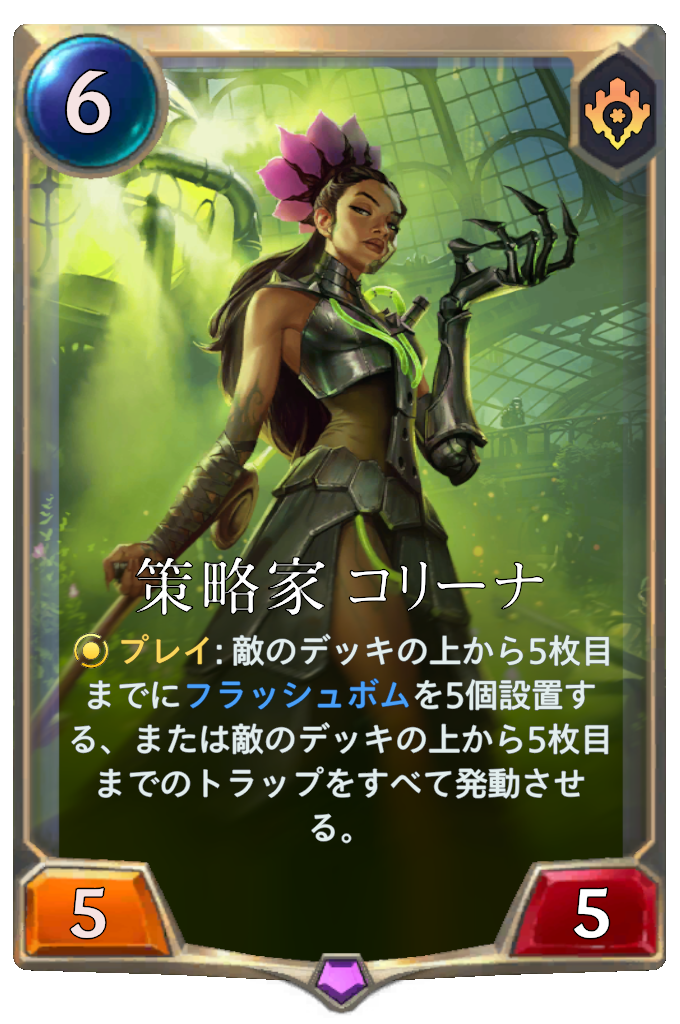 6
策略家 コリーナ
プレイ: 敵のデッキの上から5枚目
までにフラッシュボムを5個設置す
る、または敵のデッキの上から5枚目
までのトラップをすべて発動させ
る。
5
5